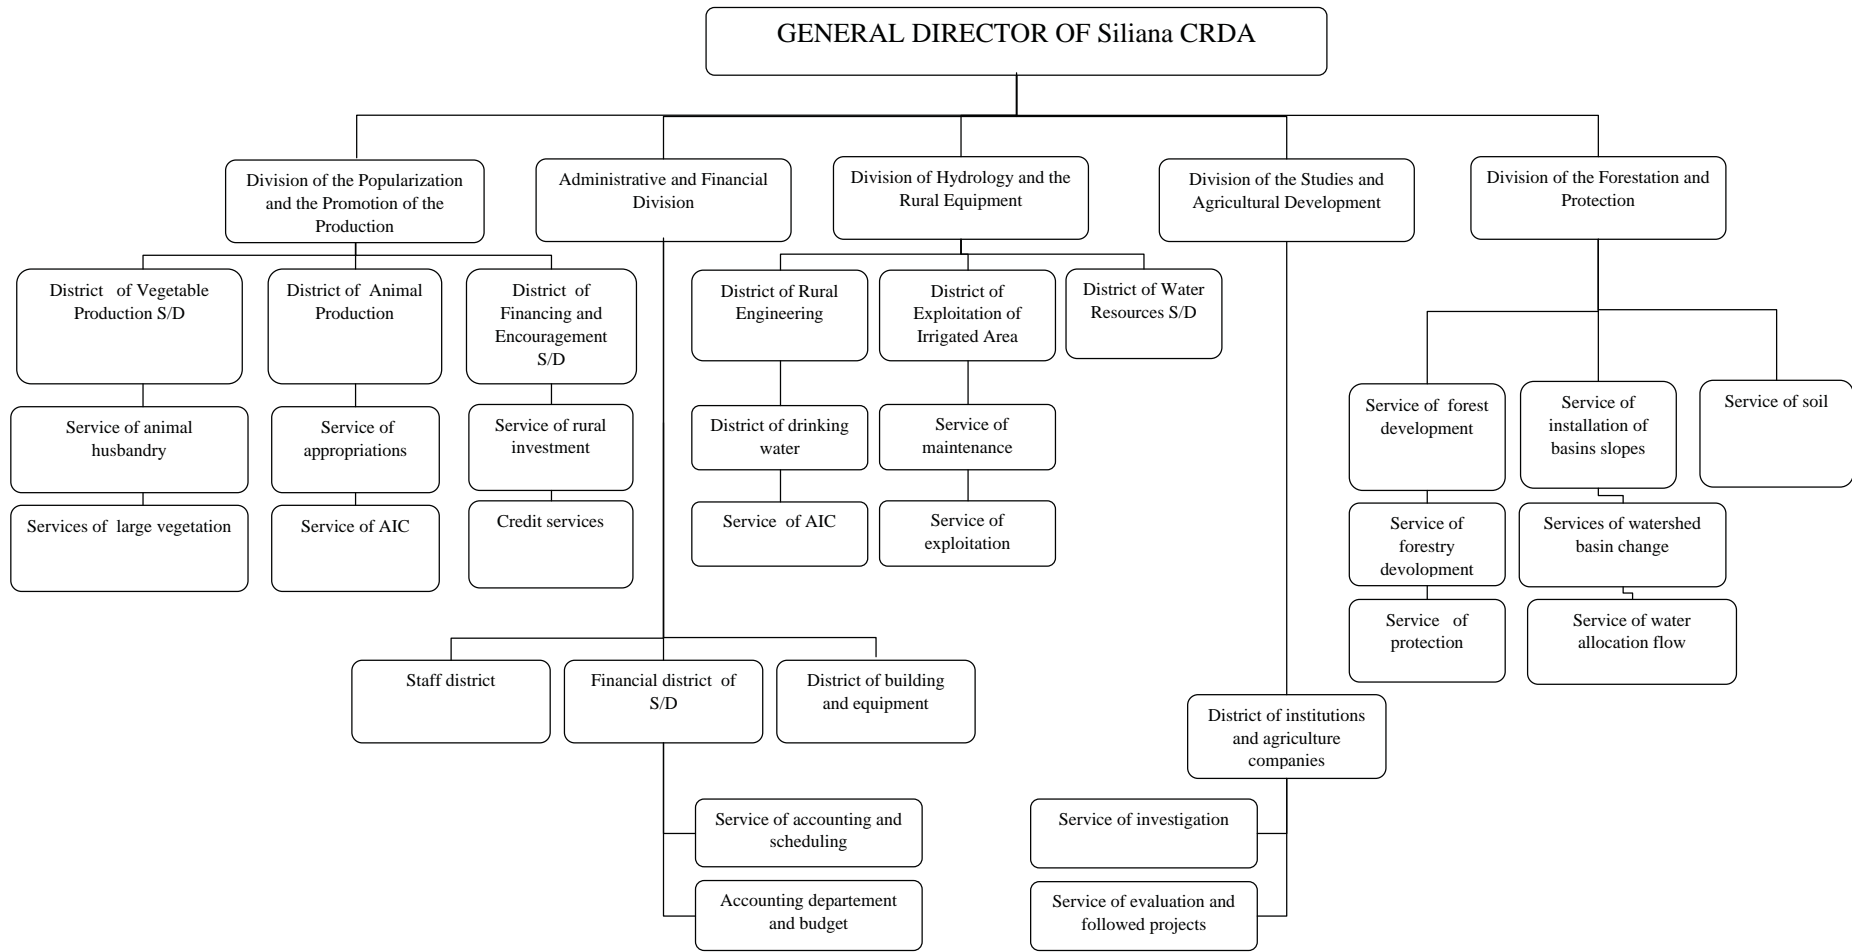 GENERAL DIRECTOR OF Siliana CRDA
Division of the Popularization
and the Promotion of the
Production
Administrative and Financial
Division
Division of Hydrology and the
Rural Equipment
Division of the Studies and
Agricultural Development
Division of the Forestation and
Protection
District of Vegetable
Production S/D
District of Animal
Production
District of
Financing and
Encouragement
S/D
District of Rural
Engineering
District of
Exploitation of
Irrigated Area
District of Water
Resources S/D
Service of forest
development
Service of
installation of
basins slopes
Service of soil
Service of animal
husbandry
Service of
appropriations
Service of rural
investment
District of drinking
water
Service of
maintenance
Services of large vegetation
Service of AIC
Credit services
Service of AIC
Service of
exploitation
Service of
forestry
devolopment
Services of watershed
basin change
Service of
protection
Service of water
allocation flow
Staff district
Financial district of
S/D
District of building
and equipment
District of institutions
and agriculture
companies
Service of accounting and
scheduling
Service of investigation
Accounting departement
and budget
Service of evaluation and
followed projects